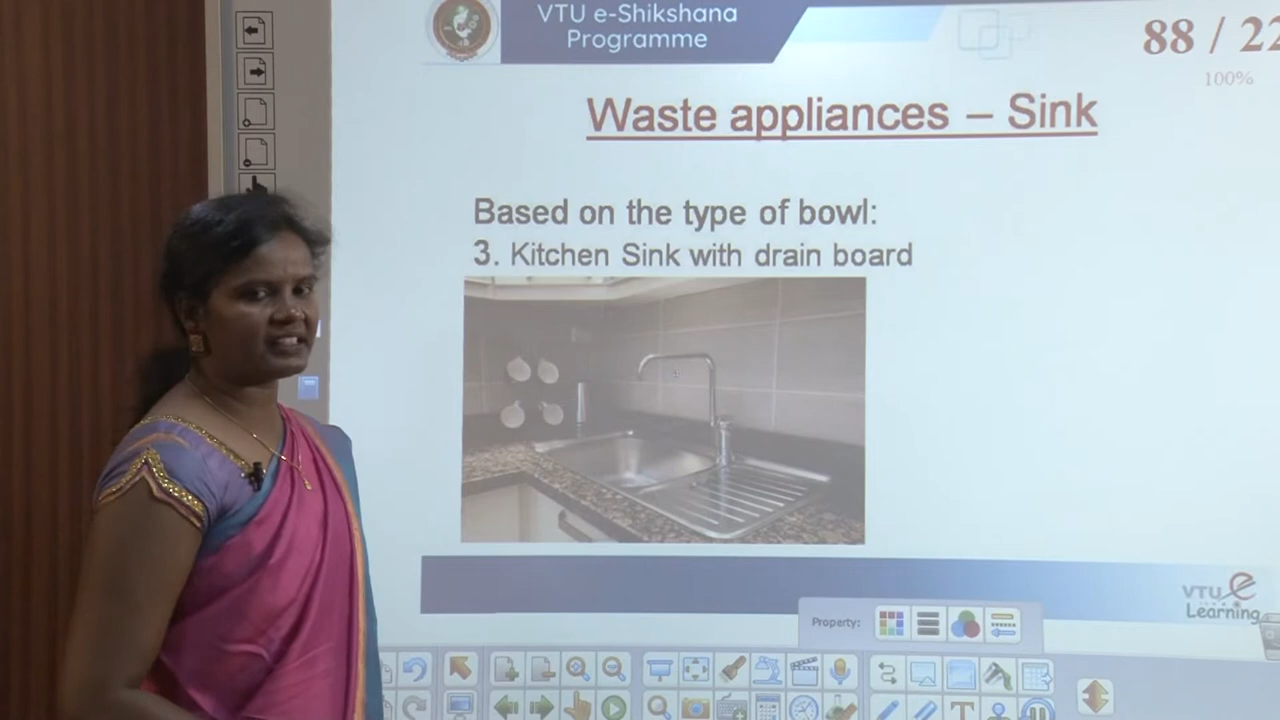 VTU e-Shikshana
Programme
88 / 22
100%
Waste appliances – Sink
Based on the type of bowl:
3. Kitchen Sink with drain board
VTU e
Learning
Property:
T